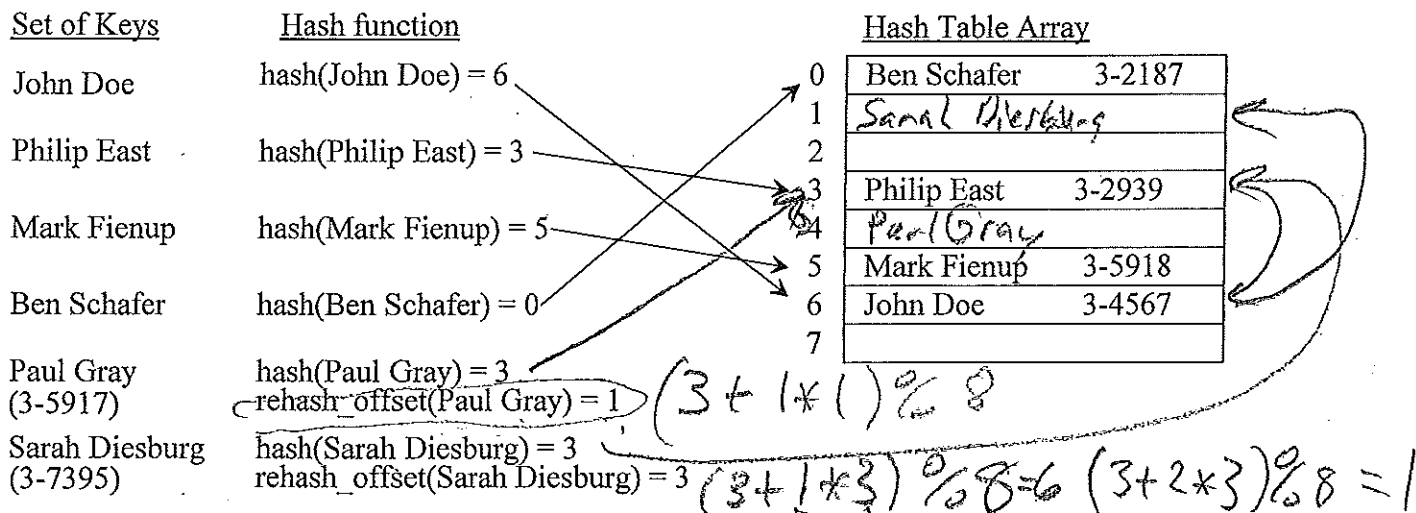 Set of Keys Hash function Hash Table Array
John Doe hash(John Doe) = 6 0 Ben Schafer 3-2187
1 Sarah Diesburg
Philip East hash(Philip East) = 3 2
3 Philip East 3-2939
Mark Fienup hash(Mark Fienup) = 5 4 Paul Gray
5 Mark Fienup 3-5918
Ben Schafer hash(Ben Schafer) = 0 6 John Doe 3-4567
7
Paul Gray hash(Paul Gray) = 3
(3-5917) rehash_offset(Paul Gray) = 1 (3 + 1*1) % 8
Sarah Diesburg hash(Sarah Diesburg) = 3
(3-7395) rehash_offset(Sarah Diesburg) = 3 (3+1*3) % 8=6 (3+2*3)%8 = 1